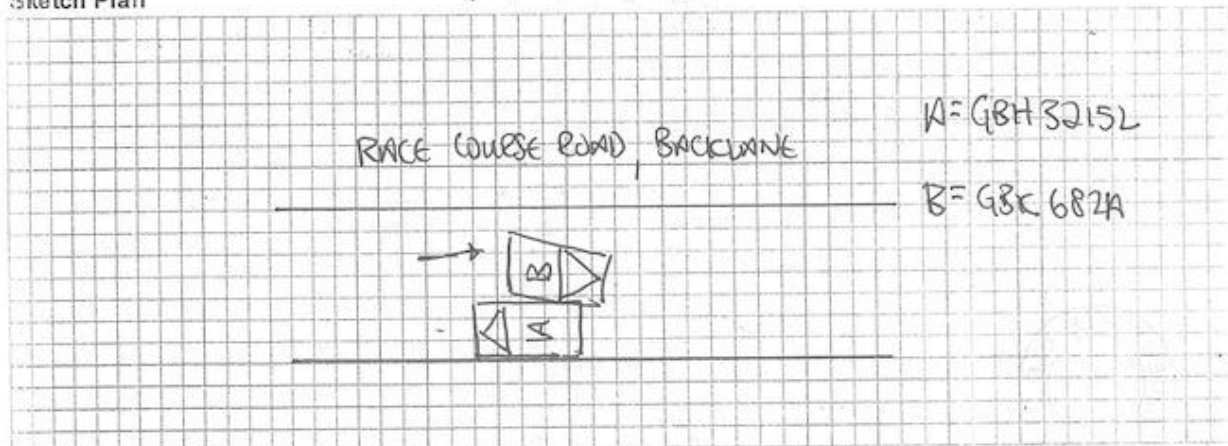 Sketch Plan
RACE COURSE ROAD, BACKLANE
A= GBH 3215L
B= GBK 682A
B
A